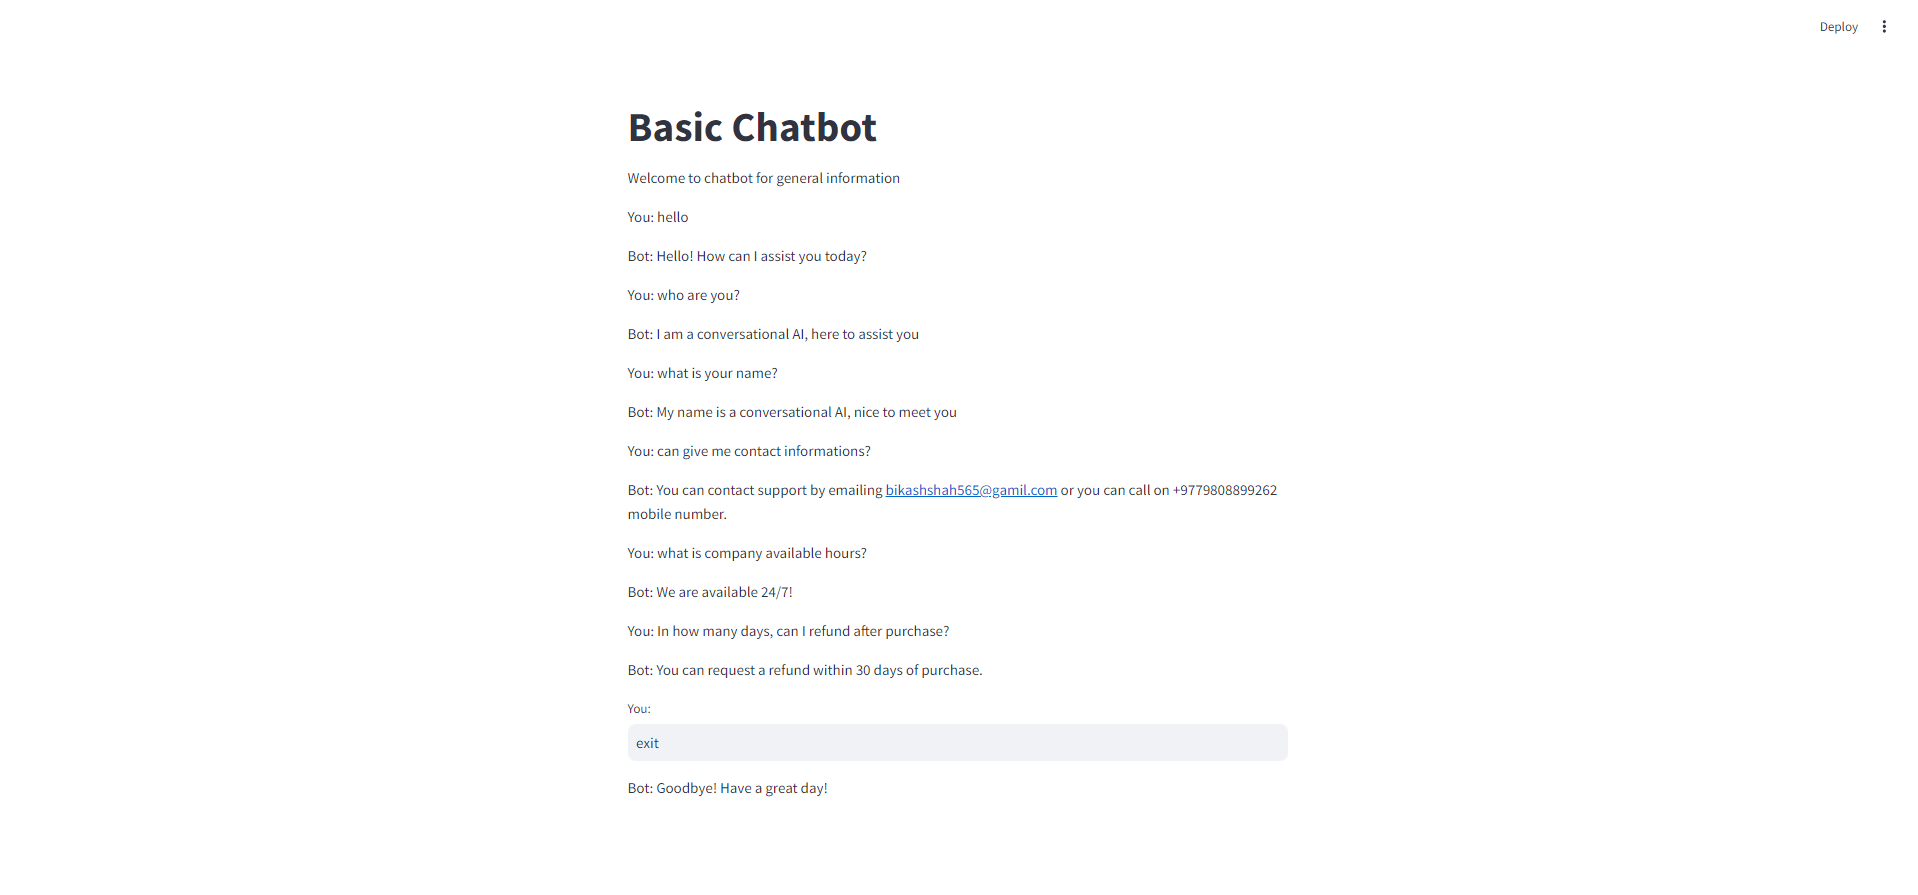 Deploy
Basic Chatbot
Welcome to chatbot for general information
You: hello
Bot: Hello! How can I assist you today?
You: who are you?
Bot: I am a conversational AI, here to assist you
You: what is your name?
Bot: My name is a conversational AI, nice to meet you
You: can give me contact informations?
Bot: You can contact support by emailing bikashshah565@gamil.com or you can call on +9779808899262
mobile number.
You: what is company available hours?
Bot: We are available 24/7!
You: In how many days, can I refund after purchase?
Bot: You can request a refund within 30 days of purchase.
You:
exit
Bot: Goodbye! Have a great day!